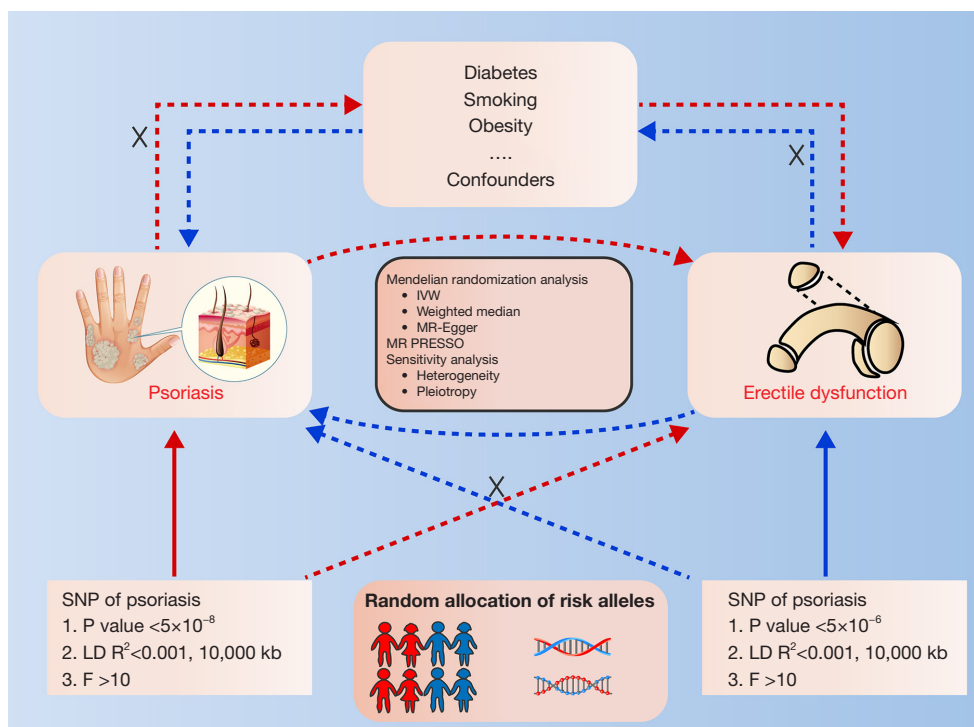 Diabetes
Smoking
Obesity
....
Confounders
X
X
Psoriasis
Mendelian randomization analysis
• IVW
• Weighted median
• MR-Egger
MR PRESSO
Sensitivity analysis
• Heterogeneity
• Pleiotropy
Erectile dysfunction
X
SNP of psoriasis
1. P value <5×10⁻⁸
2. LD R²<0.001, 10,000 kb
3. F >10
Random allocation of risk alleles
SNP of psoriasis
1. P value <5×10⁻⁶
2. LD R²<0.001, 10,000 kb
3. F >10